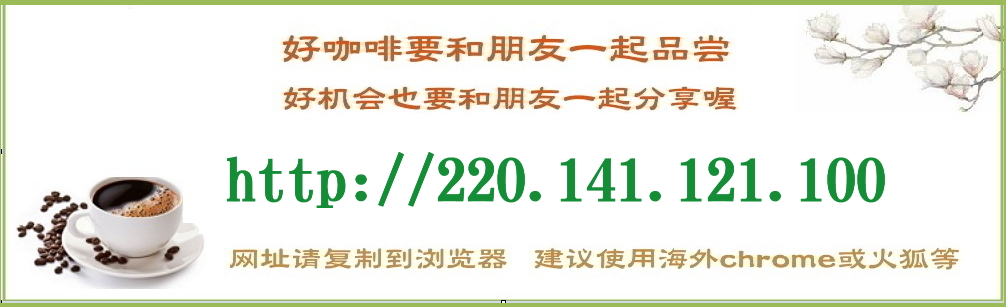 好咖啡要和朋友一起品尝
好机会也要和朋友一起分享喔
http://220.141.121.100
网址请复制到浏览器 建议使用海外chrome或火狐等